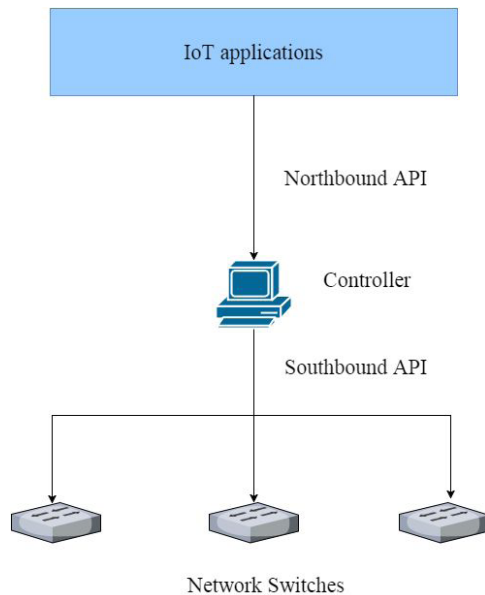 IoT applications
Northbound API
Controller
Southbound API
Network Switches